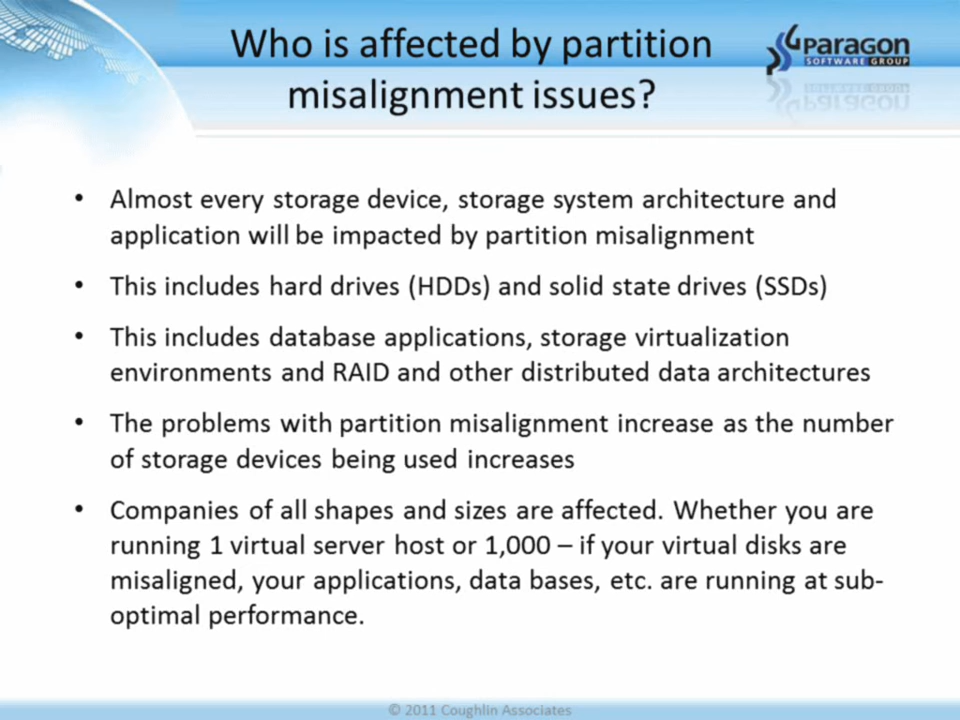 Who is affected by partition
misalignment issues?
Paragon
SOFTWARE GROUP
• Almost every storage device, storage system architecture and
application will be impacted by partition misalignment
• This includes hard drives (HDDs) and solid state drives (SSDs)
• This includes database applications, storage virtualization
environments and RAID and other distributed data architectures
• The problems with partition misalignment increase as the number
of storage devices being used increases
• Companies of all shapes and sizes are affected. Whether you are
running 1 virtual server host or 1,000 – if your virtual disks are
misaligned, your applications, data bases, etc. are running at sub-
optimal performance.
© 2011 Coughlin Associates